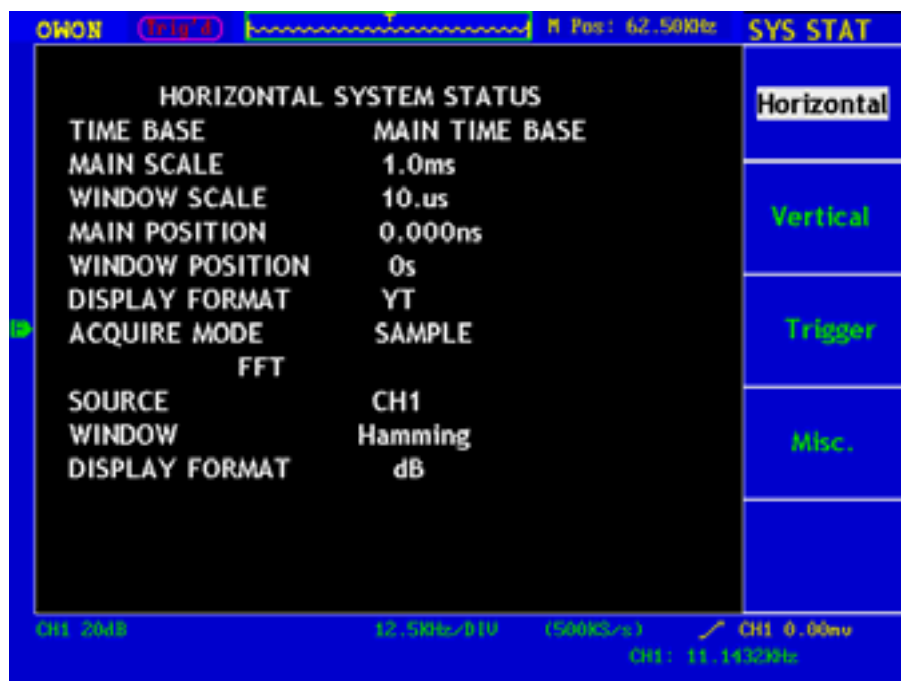 OWON Trig'd M Pos: 62.50KHz SYS STAT
HORIZONTAL SYSTEM STATUS
TIME BASE MAIN TIME BASE
MAIN SCALE 1.0ms
WINDOW SCALE 10.us
MAIN POSITION 0.000ns
WINDOW POSITION 0s
DISPLAY FORMAT YT
ACQUIRE MODE SAMPLE
FFT
SOURCE CH1
WINDOW Hamming
DISPLAY FORMAT dB
Horizontal
Vertical
Trigger
Misc.
CH1 20dB 12.5KHz/DIV (500KS/s) CH1 0.00mv
CH1: 11.1432KHz